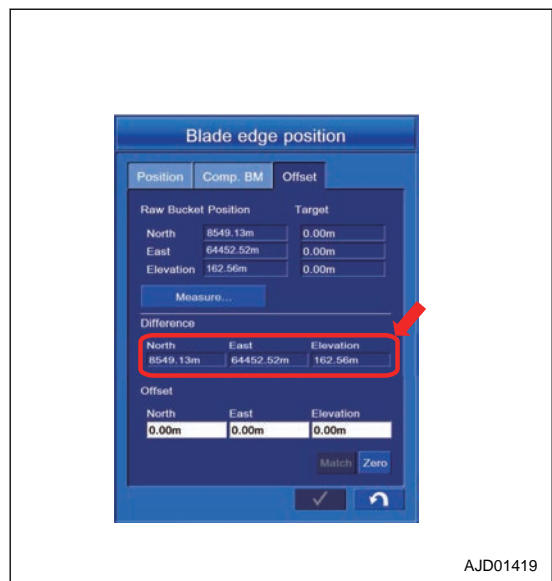 Blade edge position
Position Comp. BM Offset
Raw Bucket Position Target
North 8549.13m 0.00m
East 64452.52m 0.00m
Elevation 162.56m 0.00m
Measure...
Difference
North East Elevation
8549.13m 64452.52m 162.56m
Offset
North East Elevation
0.00m 0.00m 0.00m
Match Zero
AJD01419